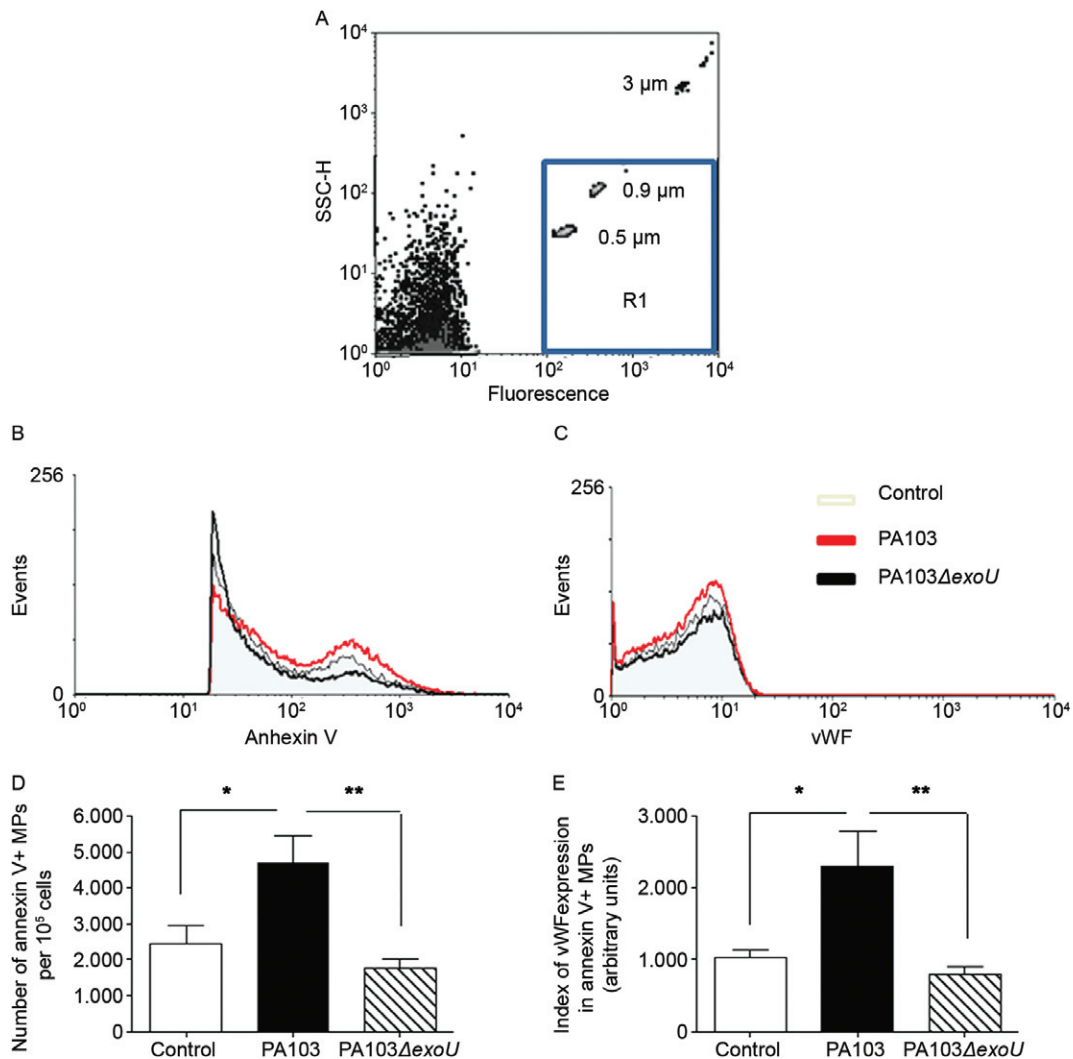 A
SSC-H
10⁴
10³
10²
10¹
10⁰
3 µm
0.9 µm
0.5 µm
R1
10⁰ 10¹ 10² 10³ 10⁴
Fluorescence
B
256
Events
0
10⁰ 10¹ 10² 10³ 10⁴
Anhexin V
C
256
Events
0
10⁰ 10¹ 10² 10³ 10⁴
vWF
Control
PA103
PA103ΔexoU
D
Number of annexin V+ MPs
per 10⁵ cells
6.000
5.000
4.000
3.000
2.000
1.000
0
* **
Control PA103 PA103ΔexoU
E
Index of vWFexpression
in annexin V+ MPs
(arbitrary units)
3.000
2.000
1.000
0
* **
Control PA103 PA103ΔexoU